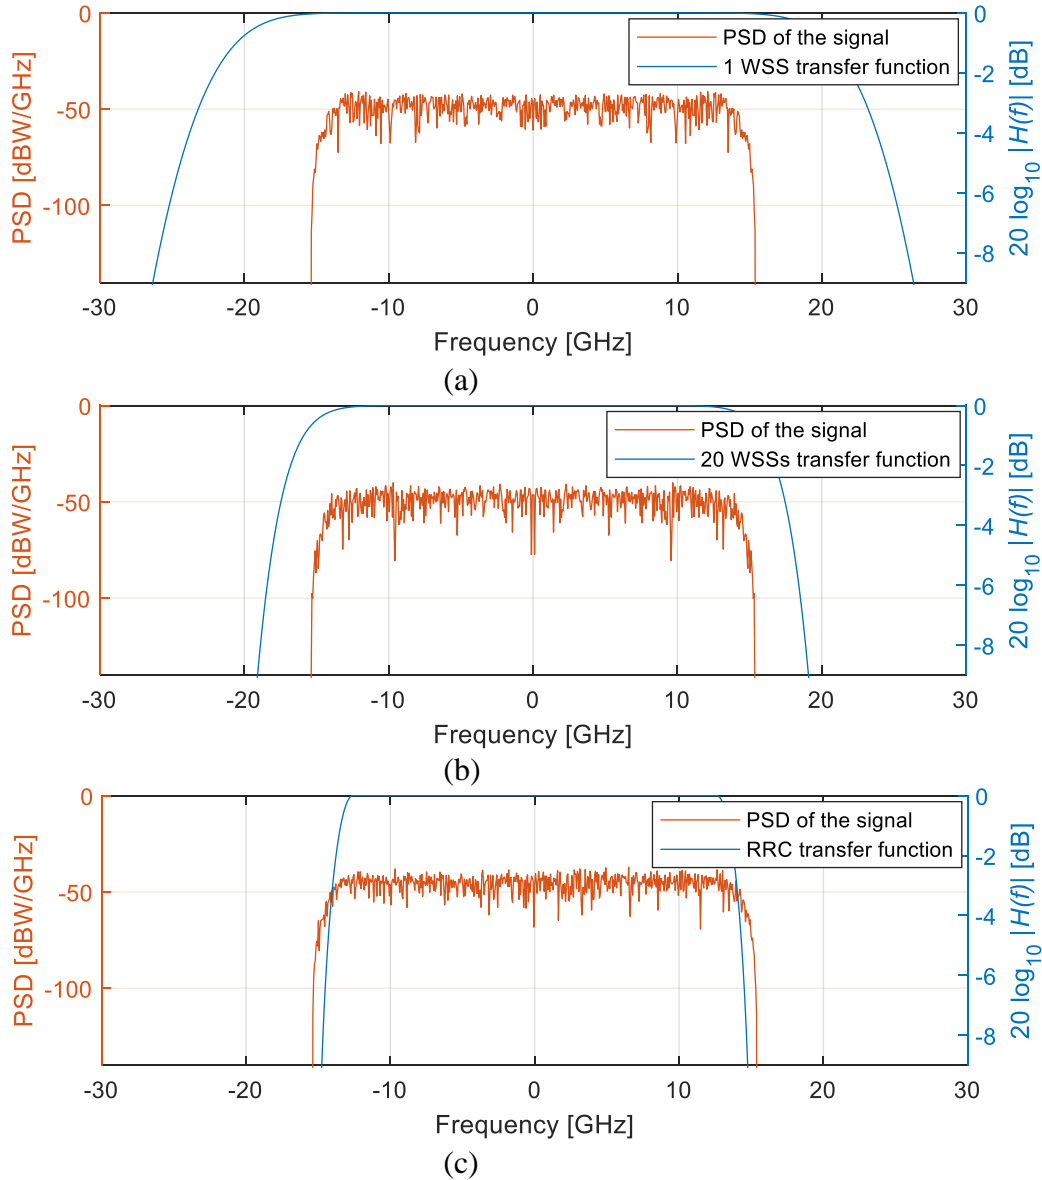 PSD of the signal
1 WSS transfer function
0
-50
-100
PSD [dBW/GHz]
0
-2
-4
-6
-8
20 log10 |H(f)| [dB]
-30 -20 -10 0 10 20 30
Frequency [GHz]
(a)
PSD of the signal
20 WSSs transfer function
0
-50
-100
PSD [dBW/GHz]
0
-2
-4
-6
-8
20 log10 |H(f)| [dB]
-30 -20 -10 0 10 20 30
Frequency [GHz]
(b)
PSD of the signal
RRC transfer function
0
-50
-100
PSD [dBW/GHz]
0
-2
-4
-6
-8
20 log10 |H(f)| [dB]
-30 -20 -10 0 10 20 30
Frequency [GHz]
(c)